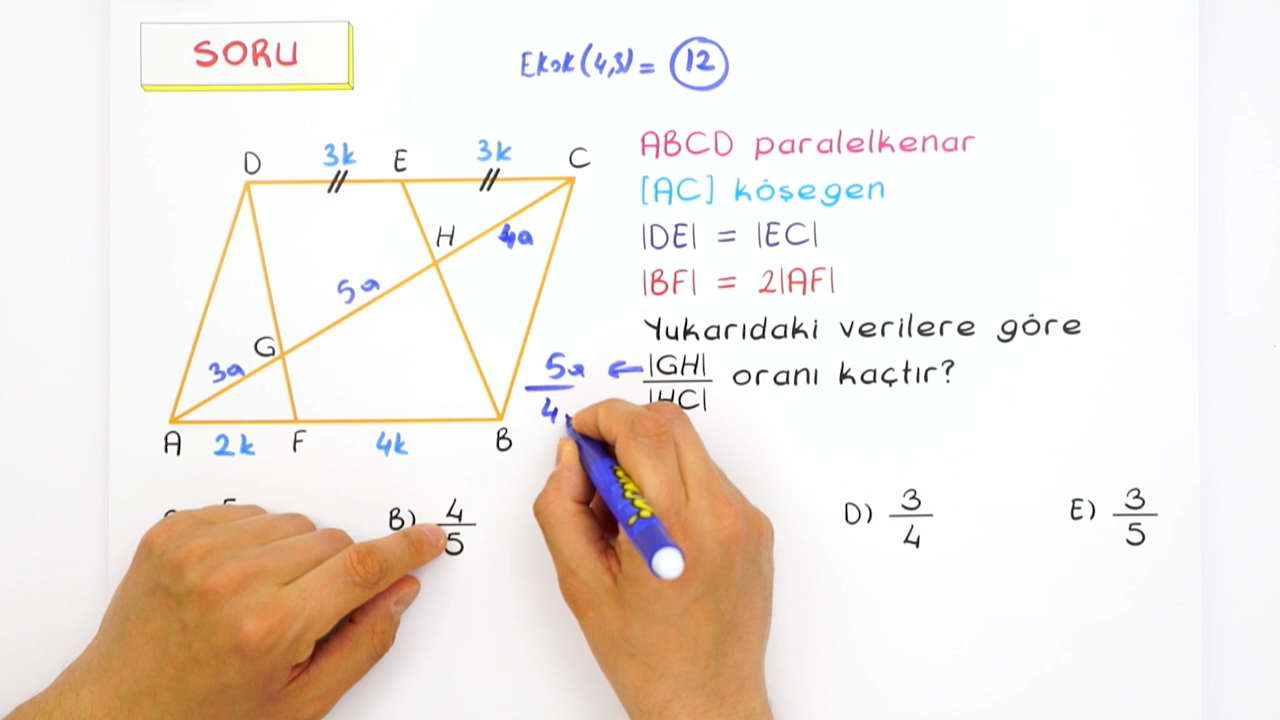 SORU
Ekok(4,3) = 12
ABCD paralelkenar
[AC] köşegen
|DE| = |EC|
|BF| = 2|AF|
Yukarıdaki verilere göre
|GH|
|HC|
oranı kaçtır?
D 3k E 3k C
H 4a
5a
G
3a
A 2k F 4k B
5a ←
4
B) 4
5
D) 3
4
E) 3
5